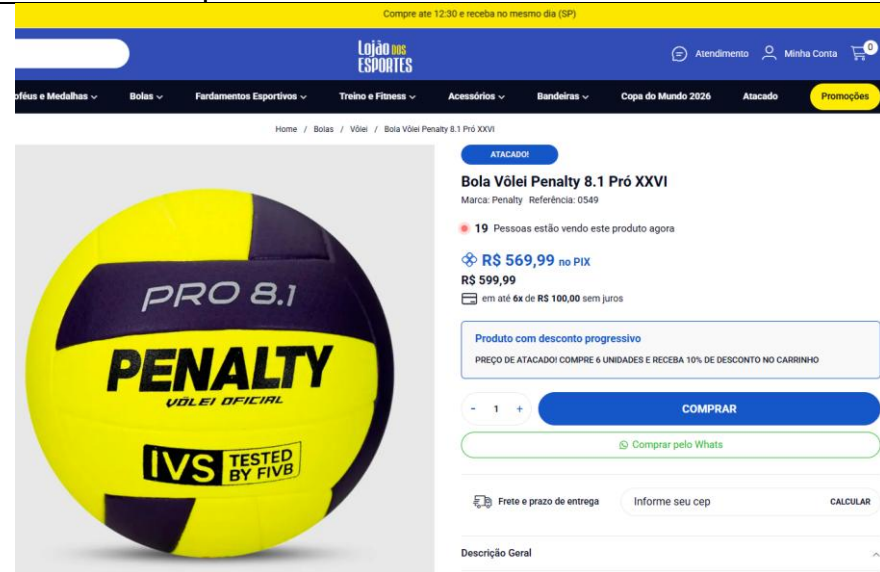 Compre ate 12:30 e receba no mesmo dia (SP)
Lojão DOS
ESPORTES
Atendimento
Minha Conta
0
oféus e Medalhas
Bolas
Fardamentos Esportivos
Treino e Fitness
Acessórios
Bandeiras
Copa do Mundo 2026
Atacado
Promoções
Home / Bolas / Vôlei / Bola Vôlei Penalty 8.1 Pró XXVI
PRO 8.1
PENALTY
VÔLEI OFICIAL
IVS TESTED
BY FIVB
ATACADO!
Bola Vôlei Penalty 8.1 Pró XXVI
Marca: Penalty Referência: 0549
19 Pessoas estão vendo este produto agora
R$ 569,99 no PIX
R$ 599,99
em até 6x de R$ 100,00 sem juros
Produto com desconto progressivo
PREÇO DE ATACADO! COMPRE 6 UNIDADES E RECEBA 10% DE DESCONTO NO CARRINHO
- 1 +
COMPRAR
Comprar pelo Whats
Frete e prazo de entrega
Informe seu cep
CALCULAR
Descrição Geral